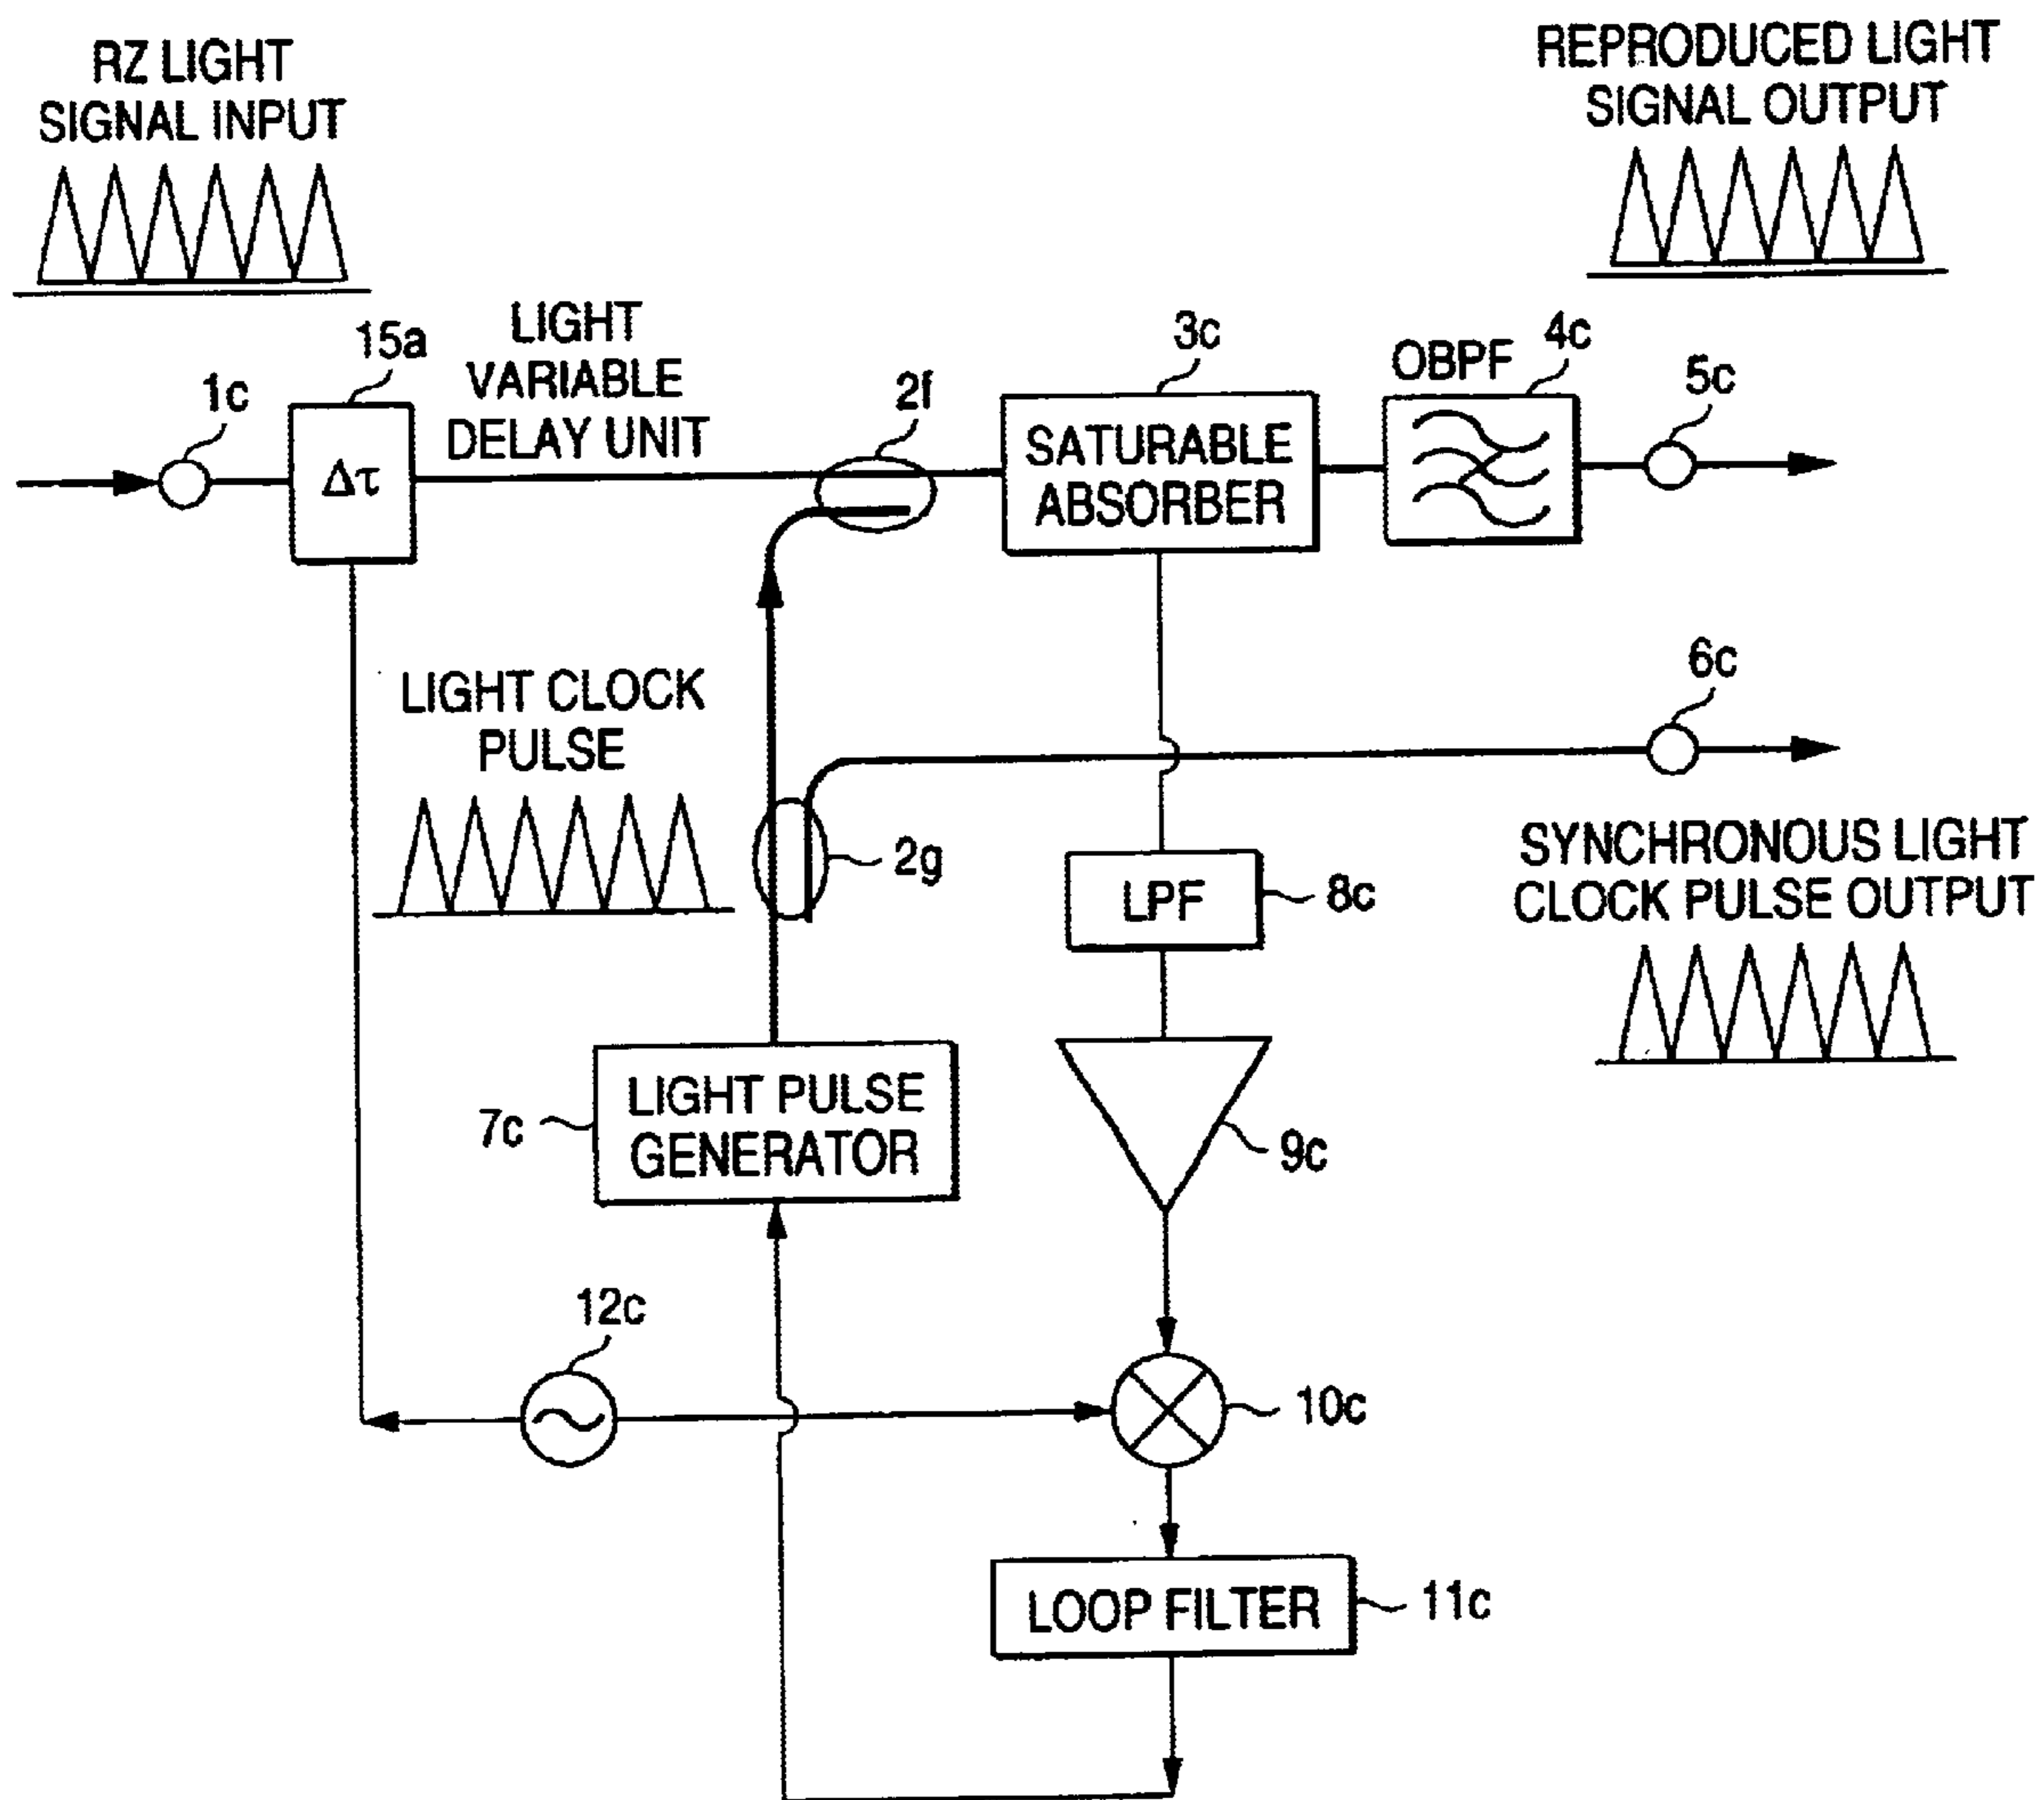 RZ LIGHT
SIGNAL INPUT
REPRODUCED LIGHT
SIGNAL OUTPUT
15a
LIGHT
VARIABLE
DELAY UNIT
1c
2f
3c
OBPF
4c
5c
Δτ
SATURABLE
ABSORBER
6c
LIGHT CLOCK
PULSE
2g
LPF
8c
SYNCHRONOUS LIGHT
CLOCK PULSE OUTPUT
7c
LIGHT PULSE
GENERATOR
9c
12c
10c
LOOP FILTER
11c